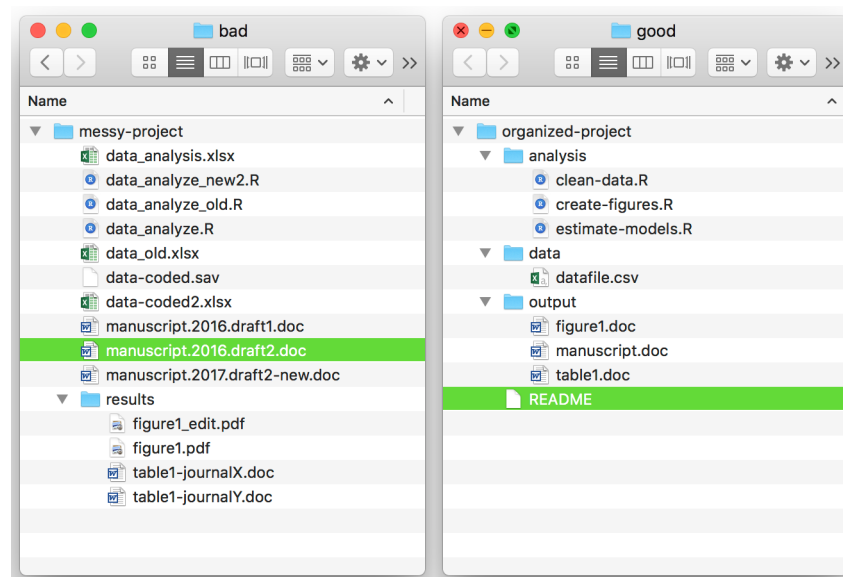 bad
Name
messy-project
data_analysis.xlsx
data_analyze_new2.R
data_analyze_old.R
data_analyze.R
data_old.xlsx
data-coded.sav
data-coded2.xlsx
manuscript.2016.draft1.doc
manuscript.2016.draft2.doc
manuscript.2017.draft2-new.doc
results
figure1_edit.pdf
figure1.pdf
table1-journalX.doc
table1-journalY.doc
good
Name
organized-project
analysis
clean-data.R
create-figures.R
estimate-models.R
data
datafile.csv
output
figure1.doc
manuscript.doc
table1.doc
README